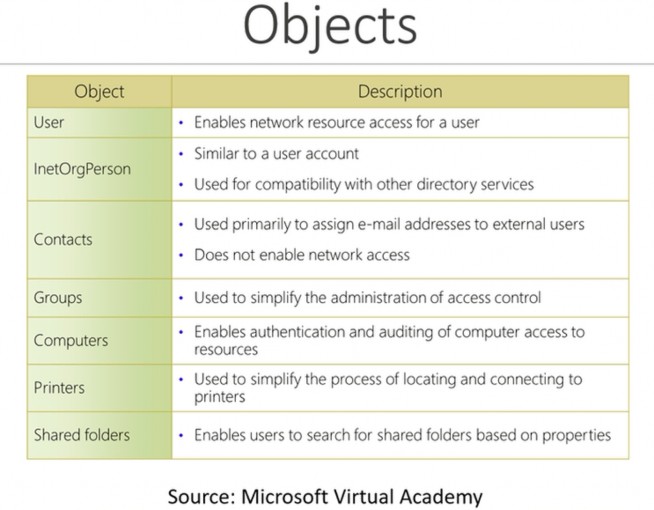 Objects
Object Description
User
• Enables network resource access for a user
InetOrgPerson
• Similar to a user account
• Used for compatibility with other directory services
Contacts
• Used primarily to assign e-mail addresses to external users
• Does not enable network access
Groups
• Used to simplify the administration of access control
Computers
• Enables authentication and auditing of computer access to
resources
Printers
• Used to simplify the process of locating and connecting to
printers
Shared folders
• Enables users to search for shared folders based on properties
Source: Microsoft Virtual Academy